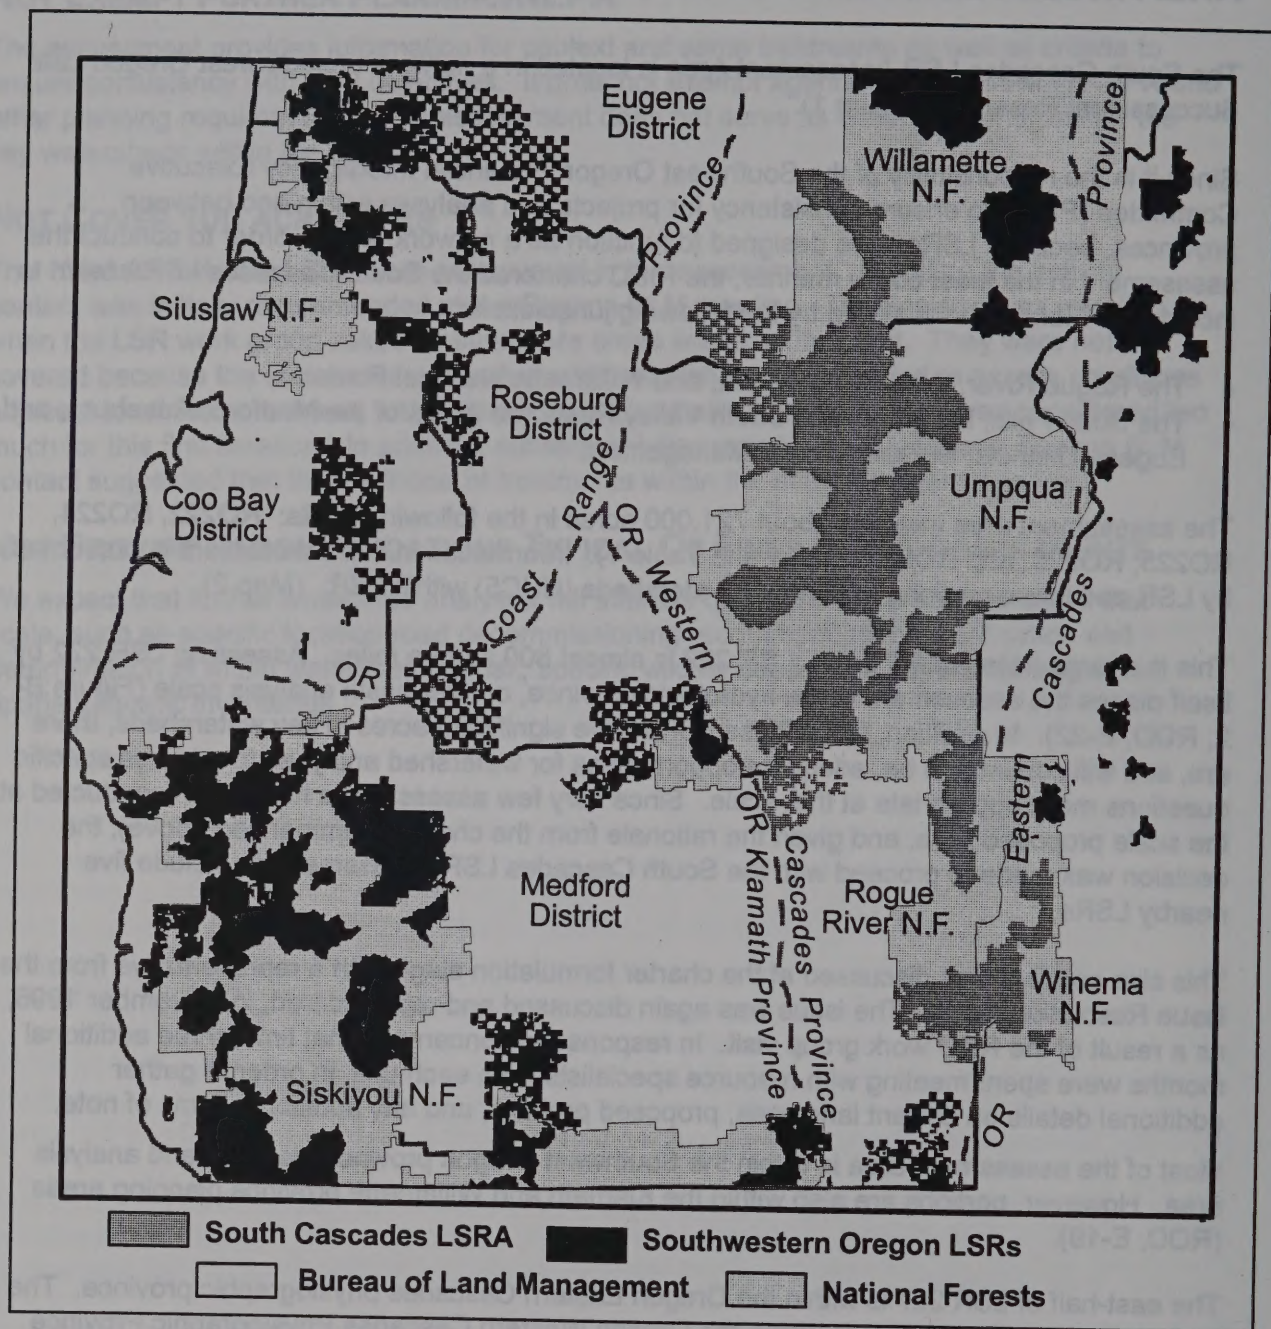 Eugene
District
Province
Province
Willamette
N.F.
Siuslaw N.F.
Roseburg
District
Umpqua
N.F.
Coo Bay
District
Coast Range
OR Western
Cascades
OR
Eastern
OR Klamath Province
Cascades Province
Medford
District
Rogue
River N.F.
Winema
N.F.
Siskiyou N.F.
OR
South Cascades LSRA
Southwestern Oregon LSRs
Bureau of Land Management
National Forests